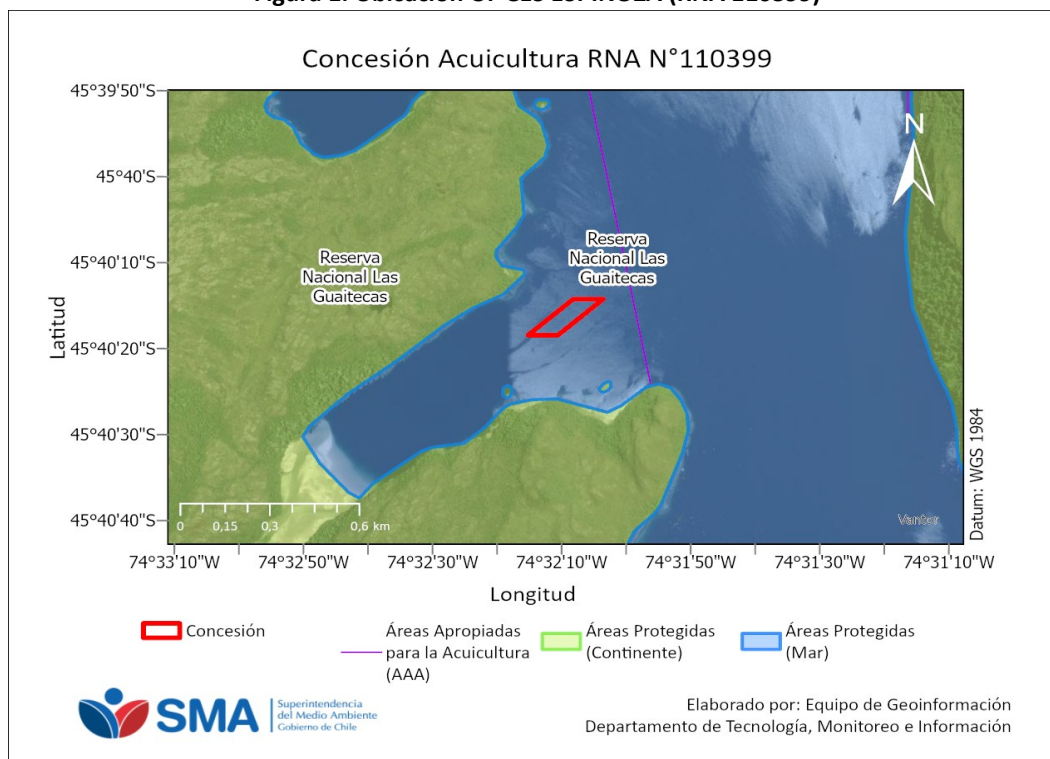 Concesión Acuicultura RNA N°110399
45°39'50"S
45°40'S
45°40'10"S
45°40'20"S
45°40'30"S
45°40'40"S
Latitud
N
Reserva
Nacional Las
Guaitecas
Reserva
Nacional Las
Guaitecas
0 0,15 0,3 0,6 km
Vantor
Datum: WGS 1984
74°33'10"W 74°32'50"W 74°32'30"W 74°32'10"W 74°31'50"W 74°31'30"W 74°31'10"W
Longitud
Concesión
Áreas Apropiadas
para la Acuicultura
(AAA)
Áreas Protegidas
(Continente)
Áreas Protegidas
(Mar)
SMA
Superintendencia
del Medio Ambiente
Gobierno de Chile
Elaborado por: Equipo de Geoinformación
Departamento de Tecnología, Monitoreo e Información